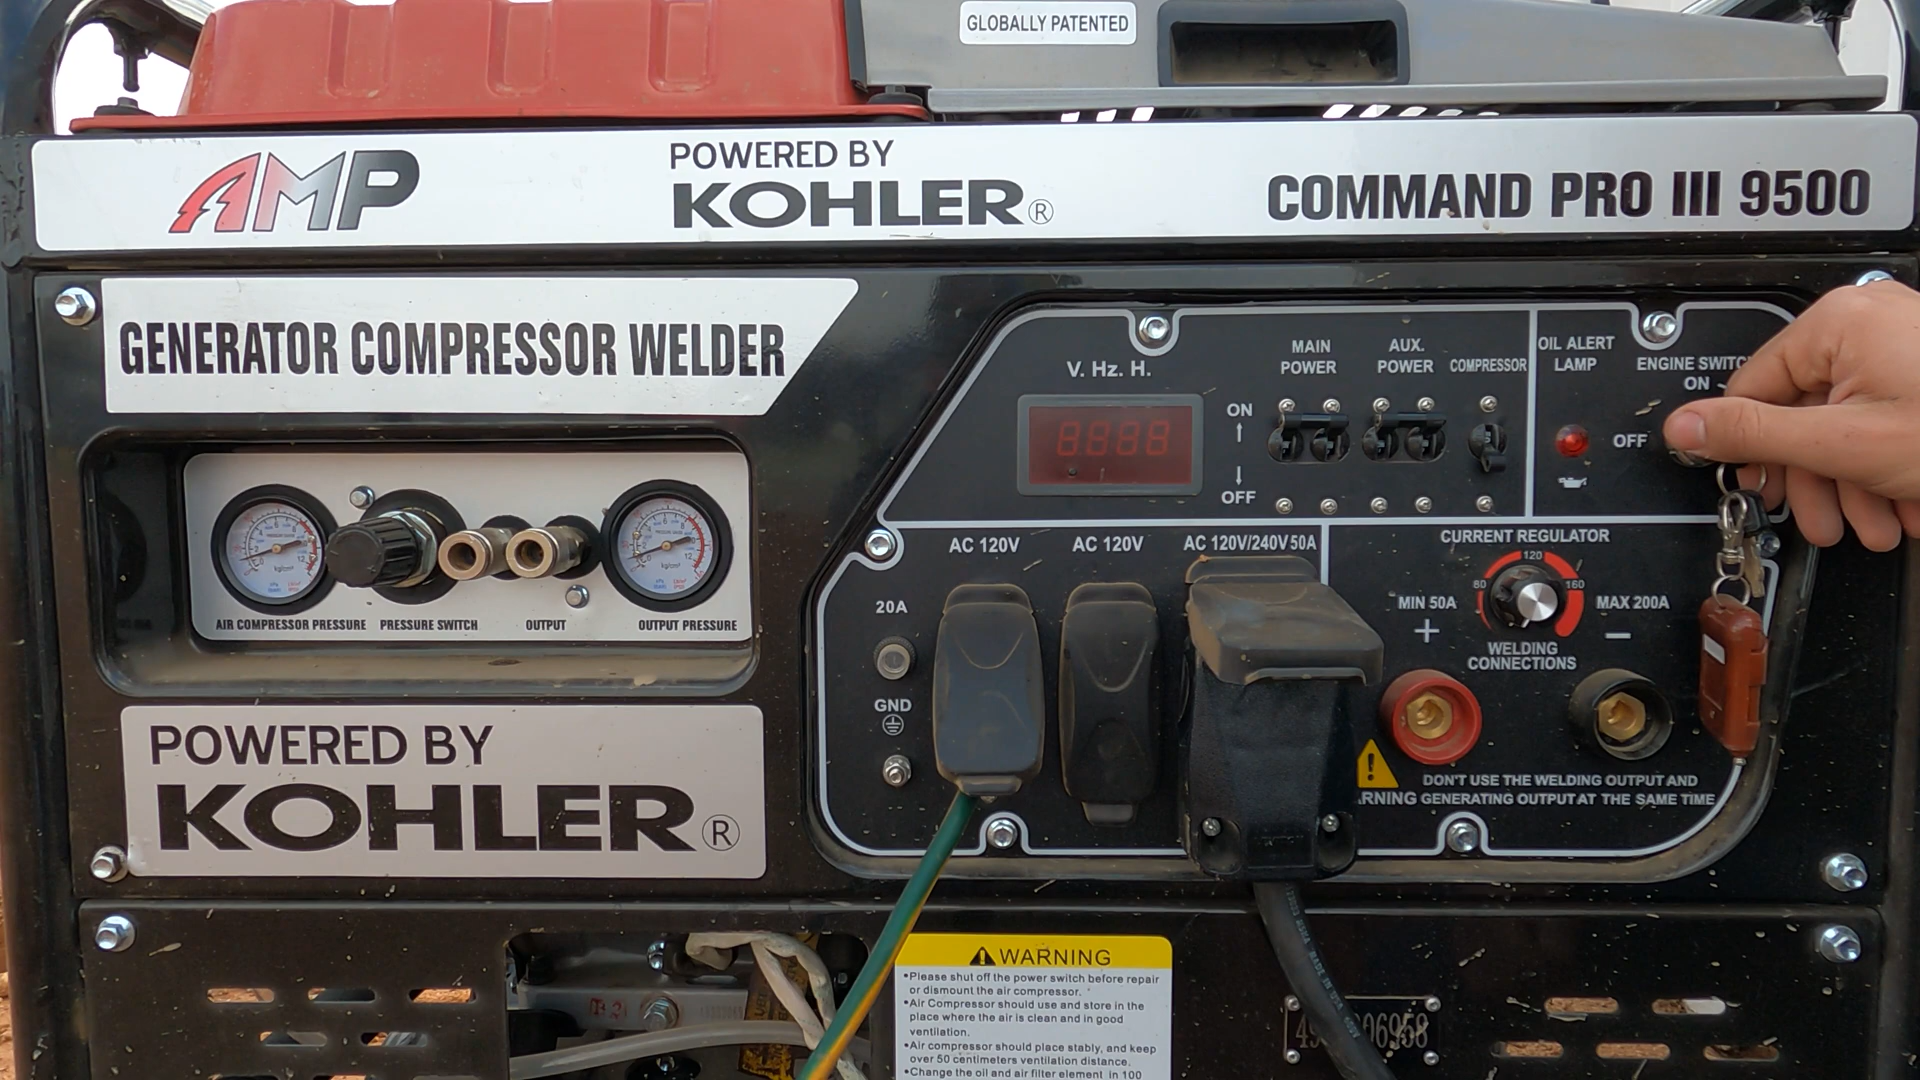 GLOBALLY PATENTED
AMP
POWERED BY
KOHLER®
COMMAND PRO III 9500
GENERATOR COMPRESSOR WELDER
AIR COMPRESSOR PRESSURE
PRESSURE SWITCH
OUTPUT
OUTPUT PRESSURE
POWERED BY
KOHLER®
V. Hz. H.
8888
MAIN
POWER
AUX.
POWER
COMPRESSOR
ON
OFF
OIL ALERT
LAMP
ENGINE SWITC
ON
OFF
AC 120V
AC 120V
AC 120V/240V 50A
20A
GND
CURRENT REGULATOR
80
120
160
MIN 50A
+
MAX 200A
−
WELDING
CONNECTIONS
DON'T USE THE WELDING OUTPUT AND
ARNING GENERATING OUTPUT AT THE SAME TIME
WARNING
•Please shut off the power switch before repair
or dismount the air compressor.
•Air Compressor should use and store in the
place where the air is clean and in good
ventilation.
•Air compressor should place stably, and keep
over 50 centimeters ventilation distance.
•Change the oil and air filter element in 100